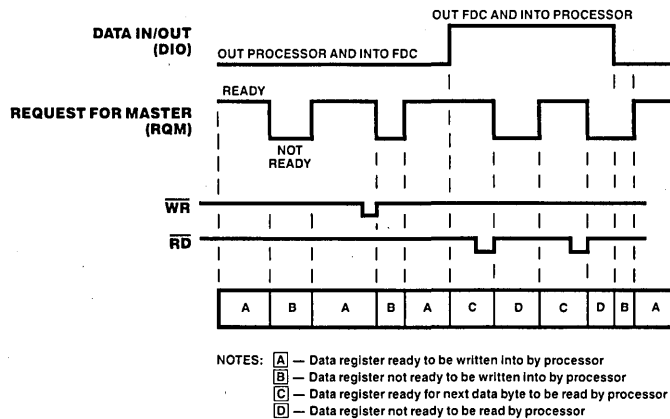 OUT FDC AND INTO PROCESSOR
DATA IN/OUT
(DIO)
OUT PROCESSOR AND INTO FDC
READY
REQUEST FOR MASTER
(RQM)
NOT
READY
WR
RD
A B A B A C D C D B A
NOTES: A — Data register ready to be written into by processor
B — Data register not ready to be written into by processor
C — Data register ready for next data byte to be read by processor
D — Data register not ready to be read by processor